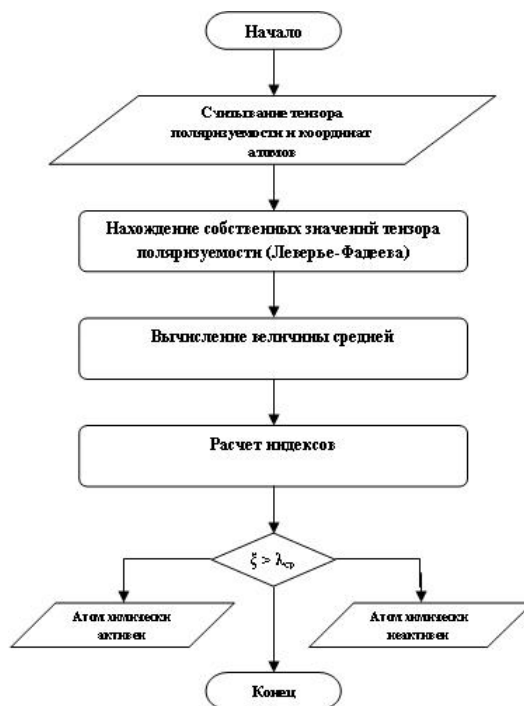 Начало
Считывание тензора
поляризуемости и координат
атомов
Нахождение собственных значений тензора
поляризуемости (Леверье-Фадеева)
Вычисление величины средней
Расчет индексов
ξ > λср
Атом химически
активен
Атом химически
неактивен
Конец